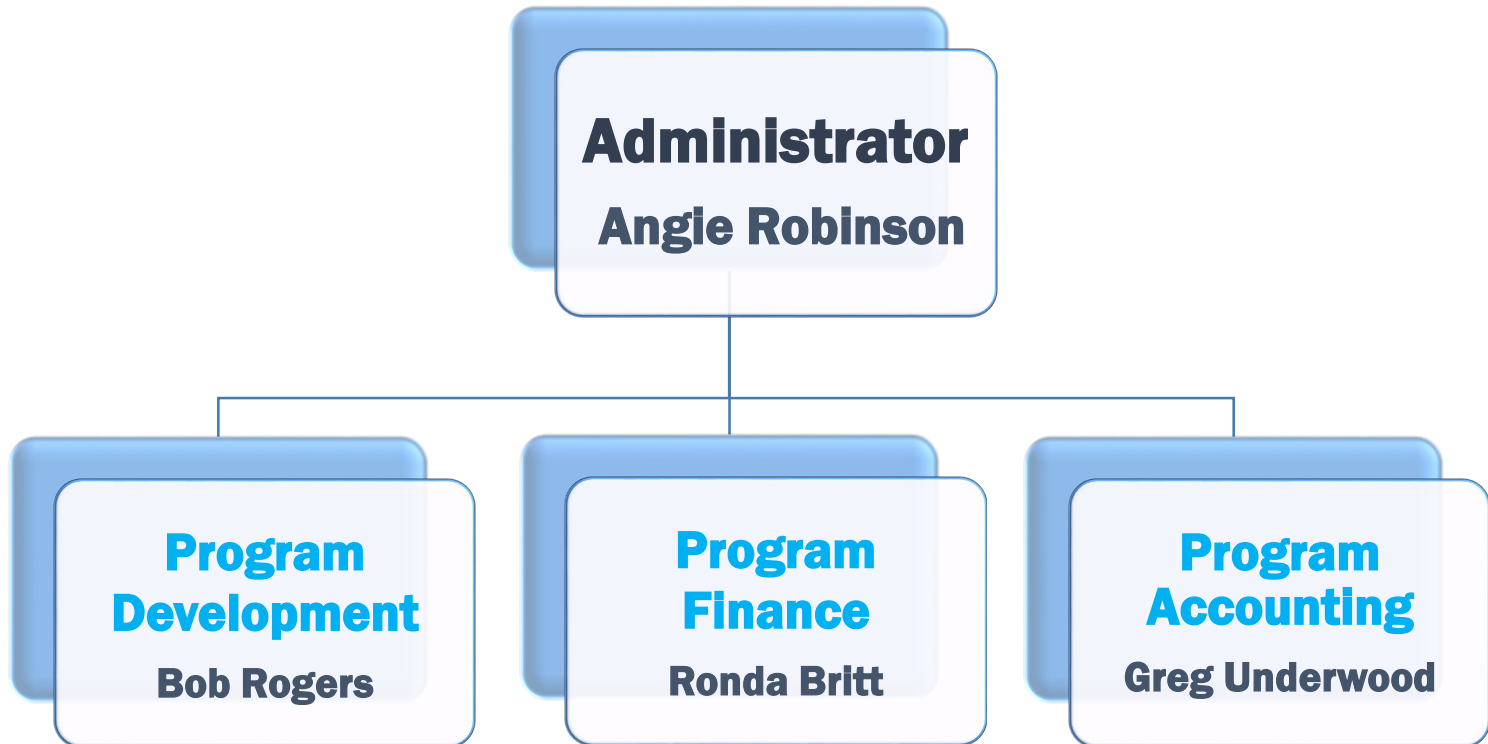 Administrator
Angie Robinson
Program
Development
Bob Rogers
Program
Finance
Ronda Britt
Program
Accounting
Greg Underwood